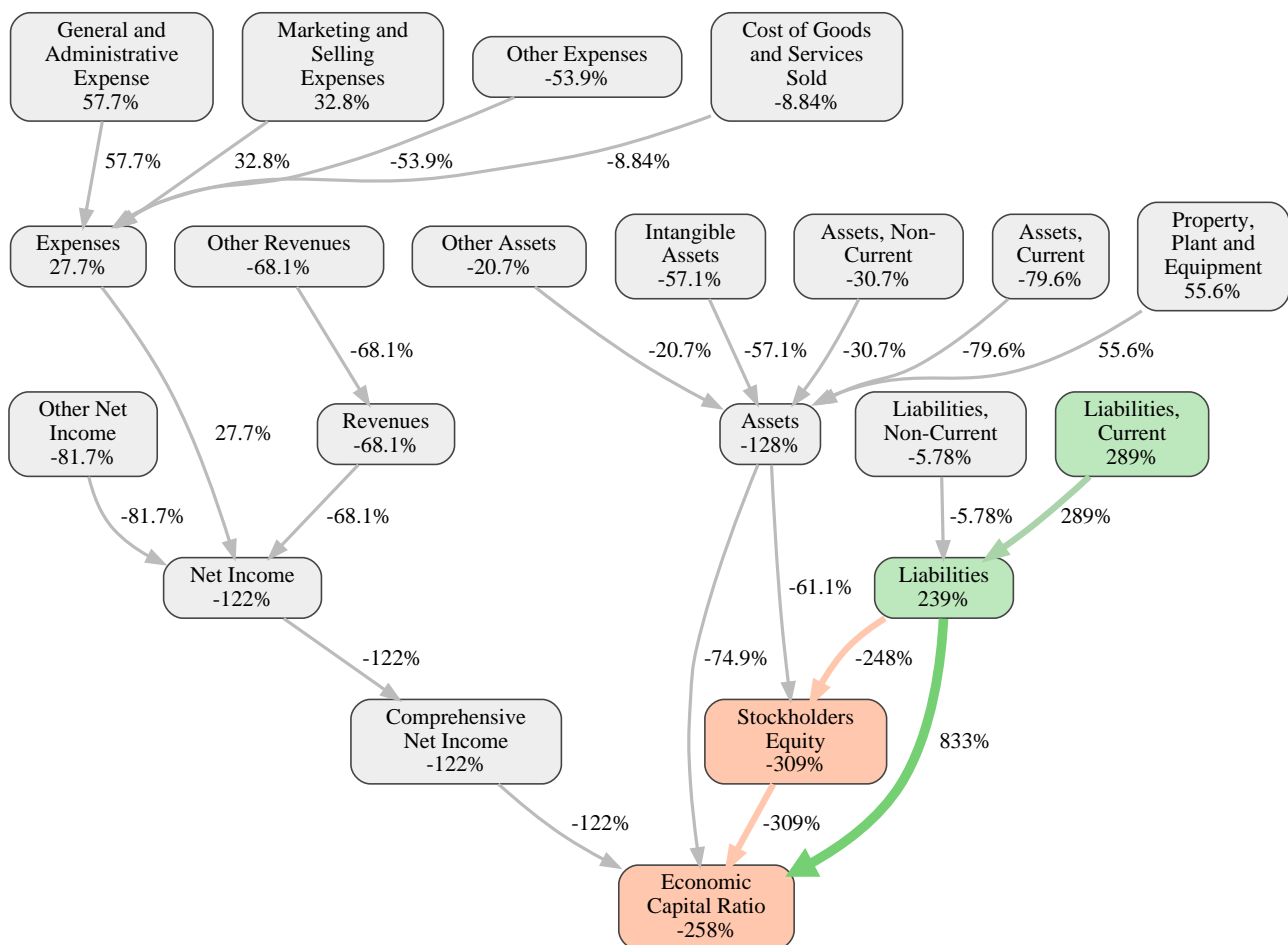 General and
Administrative
Expense
57.7%
Marketing and
Selling
Expenses
32.8%
Other Expenses
-53.9%
Cost of Goods
and Services
Sold
-8.84%
57.7%
32.8%
-53.9%
-8.84%
Expenses
27.7%
Other Revenues
-68.1%
Other Assets
-20.7%
Intangible
Assets
-57.1%
Assets, Non-
Current
-30.7%
Assets,
Current
-79.6%
Property,
Plant and
Equipment
55.6%
-68.1%
-20.7%
-57.1%
-30.7%
-79.6%
55.6%
Other Net
Income
-81.7%
27.7%
Revenues
-68.1%
Assets
-128%
Liabilities,
Non-Current
-5.78%
Liabilities,
Current
289%
-81.7%
-68.1%
-5.78%
289%
Net Income
-122%
-61.1%
Liabilities
239%
-122%
-74.9%
-248%
Comprehensive
Net Income
-122%
Stockholders
Equity
-309%
833%
-122%
-309%
Economic
Capital Ratio
-258%